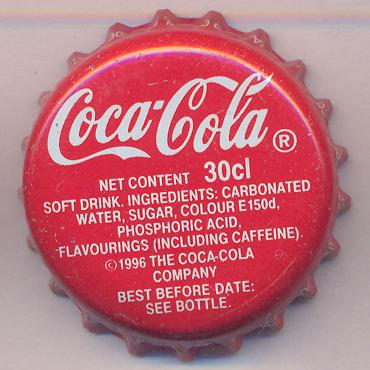 Coca-Cola ®
NET CONTENT 30cl
SOFT DRINK. INGREDIENTS: CARBONATED
WATER, SUGAR, COLOUR E150d,
PHOSPHORIC ACID,
FLAVOURINGS (INCLUDING CAFFEINE).
©1996 THE COCA-COLA
COMPANY
BEST BEFORE DATE:
SEE BOTTLE.